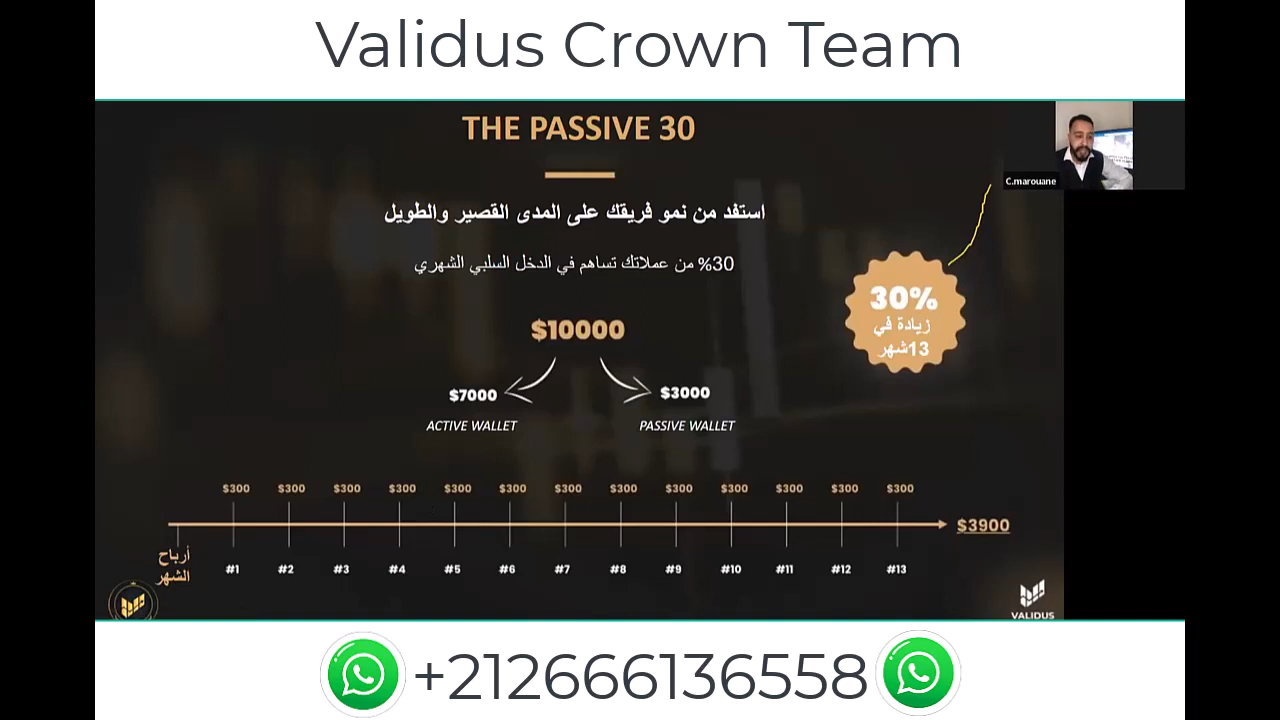 Validus Crown Team
THE PASSIVE 30
C.marouane
استفد من نمو فريقك على المدى القصير والطويل
30% من عملاتك تساهم في الدخل السلبي الشهري
30%
زيادة في
13شهر
$10000
$7000 $3000
ACTIVE WALLET PASSIVE WALLET
$300 $300 $300 $300 $300 $300 $300 $300 $300 $300 $300 $300 $300
$3900
أرباح
الشهر
#1 #2 #3 #4 #5 #6 #7 #8 #9 #10 #11 #12 #13
VALIDUS
+212666136558